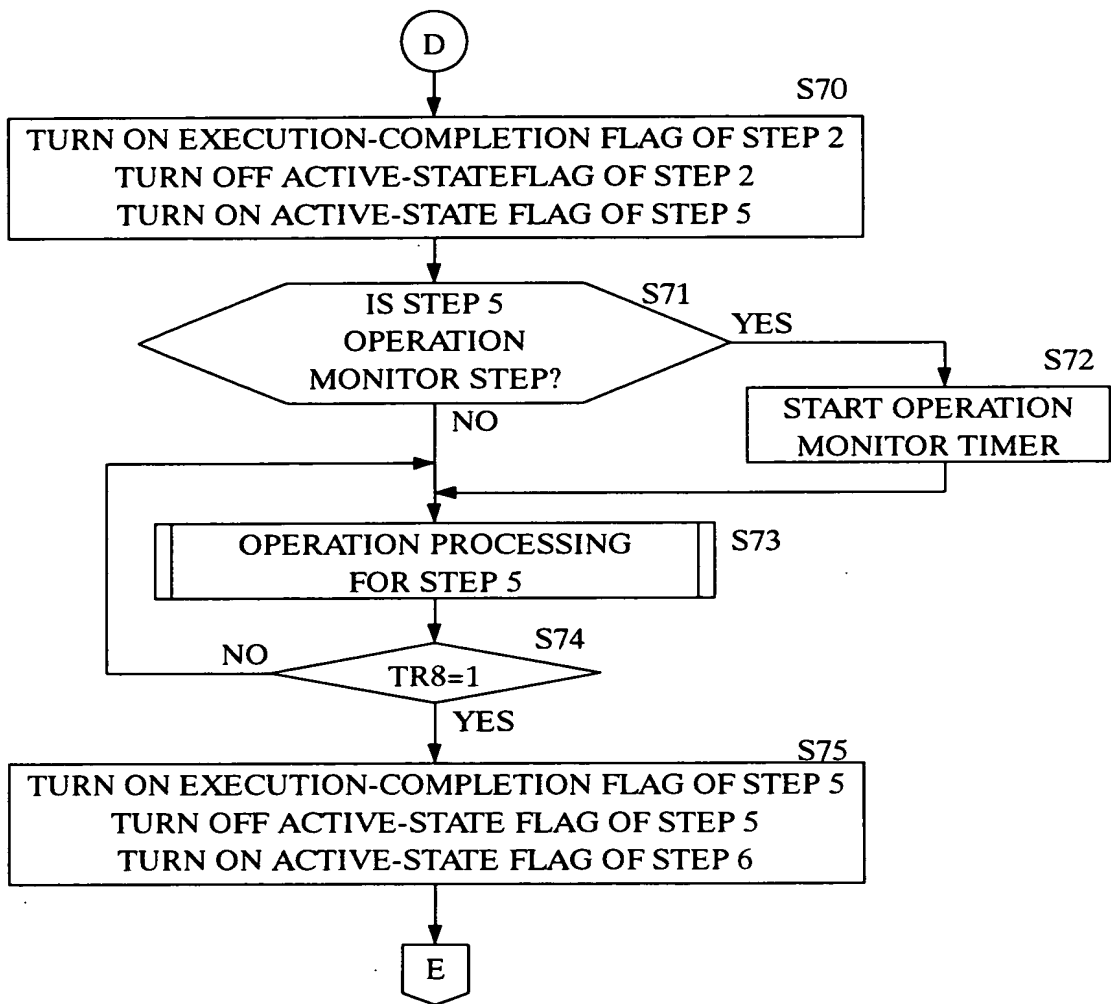 D
S70
TURN ON EXECUTION-COMPLETION FLAG OF STEP 2
TURN OFF ACTIVE-STATEFLAG OF STEP 2
TURN ON ACTIVE-STATE FLAG OF STEP 5
IS STEP 5
OPERATION
MONITOR STEP?
S71
YES
NO
S72
START OPERATION
MONITOR TIMER
OPERATION PROCESSING
FOR STEP 5
S73
S74
NO
TR8=1
YES
S75
TURN ON EXECUTION-COMPLETION FLAG OF STEP 5
TURN OFF ACTIVE-STATE FLAG OF STEP 5
TURN ON ACTIVE-STATE FLAG OF STEP 6
E